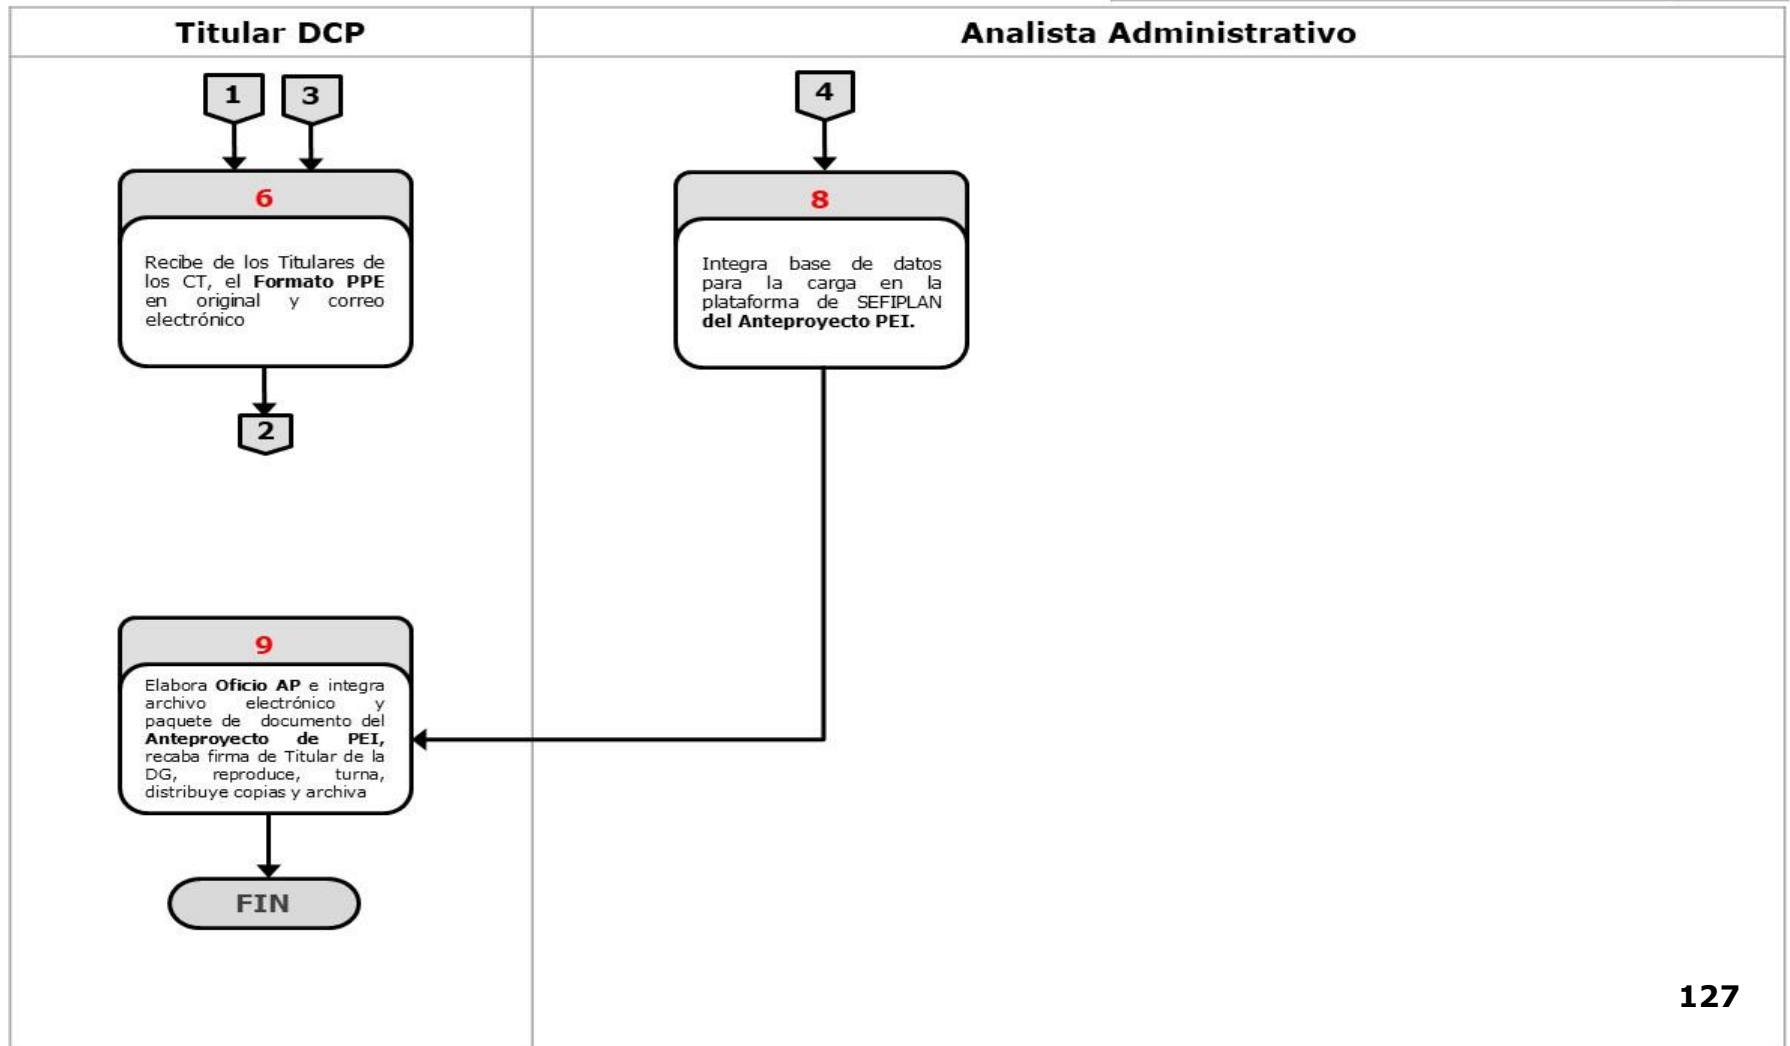 Titular DCP
Analista Administrativo
1
3
4
6
Recibe de los Titulares de
los CT, el Formato PPE
en original y correo
electrónico
2
8
Integra base de datos
para la carga en la
plataforma de SEFIPLAN
del Anteproyecto PEI.
9
Elabora Oficio AP e integra
archivo electrónico y
paquete de documento del
Anteproyecto de PEI,
recaba firma de Titular de la
DG, reproduce, turna,
distribuye copias y archiva
FIN
127